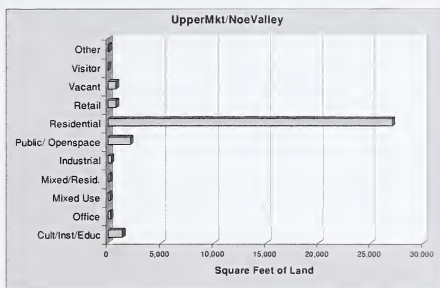 UpperMkt/NoeValley
Other
Visitor
Vacant
Retail
Residential
Public/ Openspace
Industrial
Mixed/Resid.
Mixed Use
Office
Cult/Inst/Educ
0 5,000 10,000 15,000 20,000 25,000 30,000
Square Feet of Land